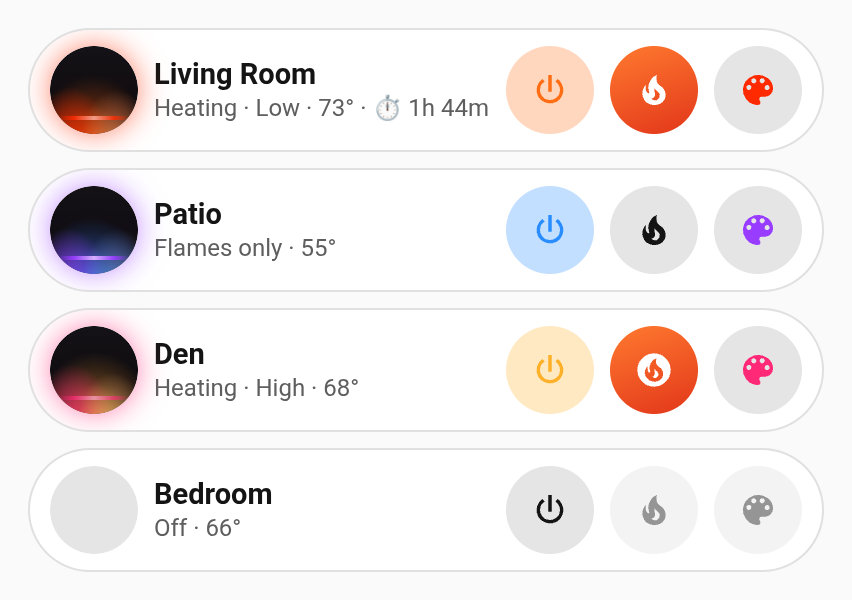 Living Room
Heating · Low · 73° · ⏱️ 1h 44m
Patio
Flames only · 55°
Den
Heating · High · 68°
Bedroom
Off · 66°